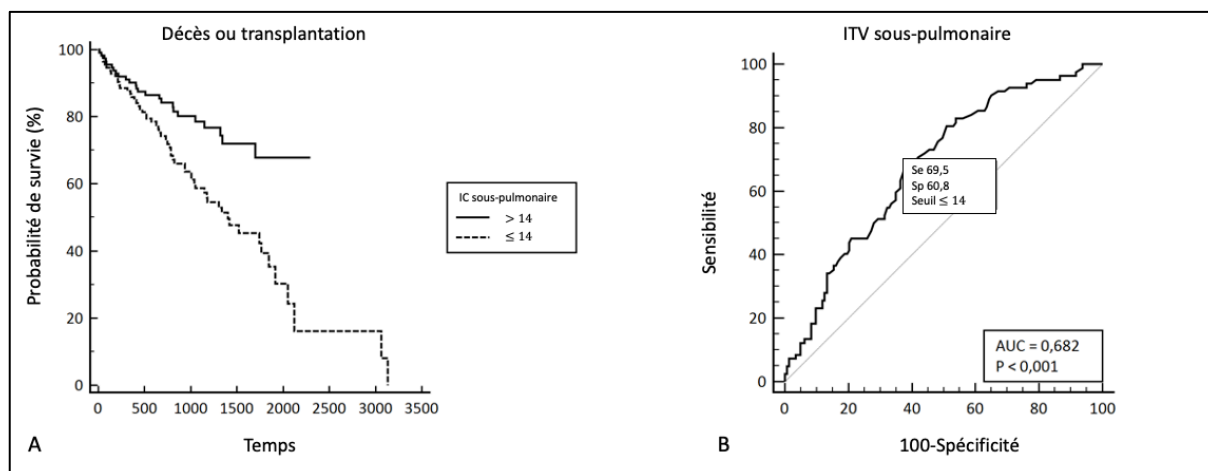 Décès ou transplantation
Probabilité de survie (%)
100
80
60
40
20
0
0 500 1000 1500 2000 2500 3000 3500
Temps
A
IC sous-pulmonaire
> 14
≤ 14
ITV sous-pulmonaire
Sensibilité
100
80
60
40
20
0
0 20 40 60 80 100
100-Spécificité
B
Se 69,5
Sp 60,8
Seuil ≤ 14
AUC = 0,682
P < 0,001